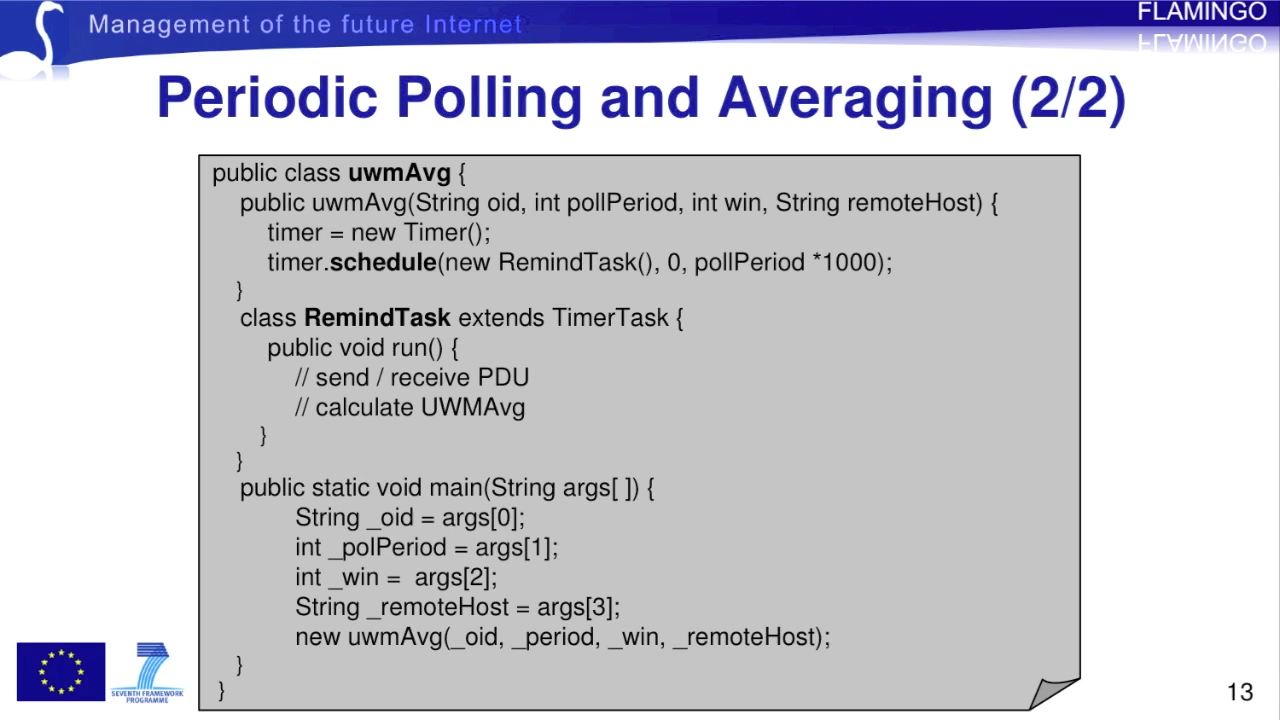 Management of the future Internet
FLAMINGO
Periodic Polling and Averaging (2/2)
public class uwmAvg {
public uwmAvg(String oid, int pollPeriod, int win, String remoteHost) {
timer = new Timer();
timer.schedule(new RemindTask(), 0, pollPeriod *1000);
}
class RemindTask extends TimerTask {
public void run() {
// send / receive PDU
// calculate UWMAvg
}
}
public static void main(String args[ ]) {
String _oid = args[0];
int _polPeriod = args[1];
int _win =  args[2];
String _remoteHost = args[3];
new uwmAvg(_oid, _period, _win, _remoteHost);
}
}
SEVENTH FRAMEWORK
PROGRAMME
13